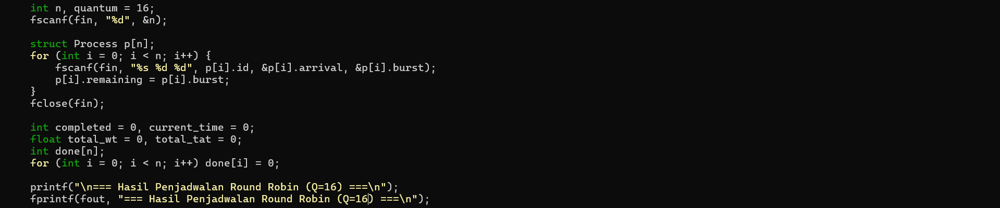 int n, quantum = 16;
fscanf(fin, "%d", &n);
struct Process p[n];
for (int i = 0; i < n; i++) {
fscanf(fin, "%s %d %d", p[i].id, &p[i].arrival, &p[i].burst);
p[i].remaining = p[i].burst;
}
fclose(fin);
int completed = 0, current_time = 0;
float total_wt = 0, total_tat = 0;
int done[n];
for (int i = 0; i < n; i++) done[i] = 0;
printf("\n=== Hasil Penjadwalan Round Robin (Q=16) ===\n");
fprintf(fout, "=== Hasil Penjadwalan Round Robin (Q=16) ===\n");